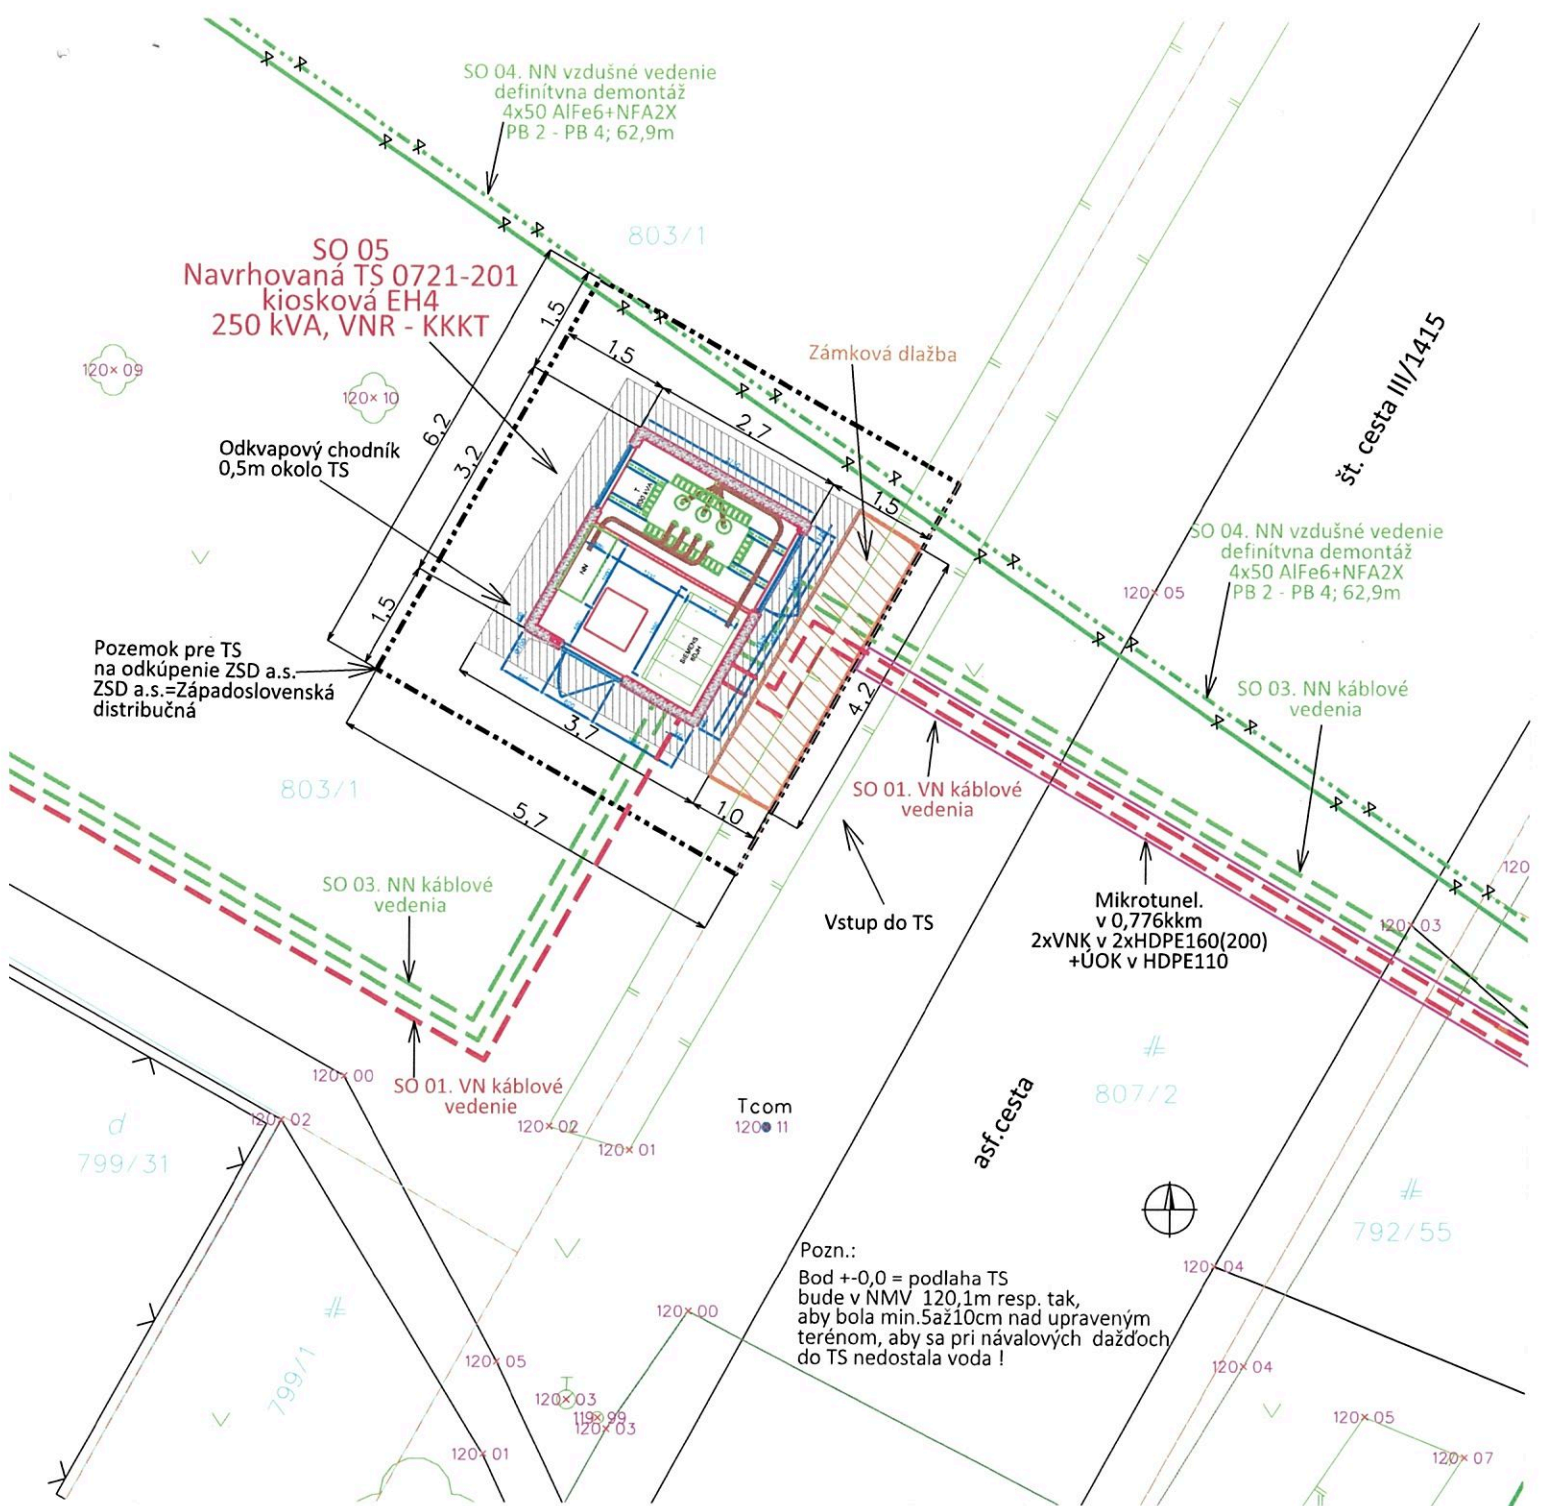 SO 04. NN vzdušné vedenie
definítvna demontáž
4x50 AlFe6+NFA2X
PB 2 - PB 4; 62,9m
803/1
SO 05
Navrhovaná TS 0721-201
kiosková EH4
250 kVA, VNR - KKKT
1,5
1,5
Zámková dlažba
št. cesta III/1415
120 09
120 10
6,2
3,2
2,7
1,5
Odkvapový chodník
0,5m okolo TS
SO 04. NN vzdušné vedenie
definítvna demontáž
4x50 AlFe6+NFA2X
PB 2 - PB 4; 62,9m
120 05
T
NN
SIEMENS
8DJH
1,5
Pozemok pre TS
na odkúpenie ZSD a.s.
ZSD a.s.=Západoslovenská
distribučná
4,2
SO 03. NN káblové
vedenia
3,7
803/1
5,7
1,0
SO 01. VN káblové
vedenia
SO 03. NN káblové
vedenia
Vstup do TS
Mikrotunel.
v 0,776kkm
2xVNK v 2xHDPE160(200)
+ÚOK v HDPE110
120
120 03
120 00
SO 01. VN káblové
vedenie
807/2
120 02
120 02
Tcom
120 11
120 01
asf.cesta
d
799/31
792/55
Pozn.:
Bod +-0,0 = podlaha TS
bude v NMV 120,1m resp. tak,
aby bola min.5až10cm nad upraveným
terénom, aby sa pri návalových dažďoch
do TS nedostala voda !
120 04
120 00
799/1
120 05
120 04
120 03
119 99
120 03
120 05
120 01
120 07